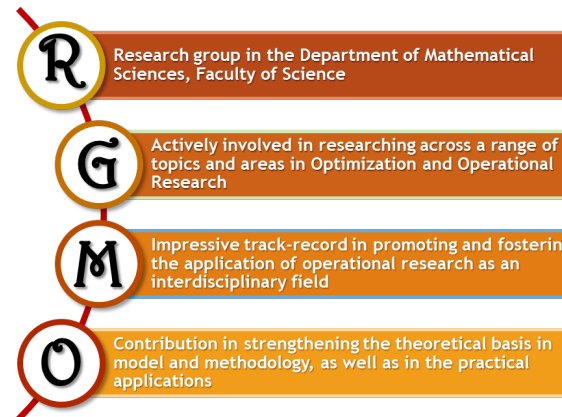 R
Research group in the Department of Mathematical
Sciences, Faculty of Science
G
Actively involved in researching across a range of
topics and areas in Optimization and Operational
Research
M
Impressive track-record in promoting and fosterin
the application of operational research as an
interdisciplinary field
O
Contribution in strengthening the theoretical basis in
model and methodology, as well as in the practical
applications